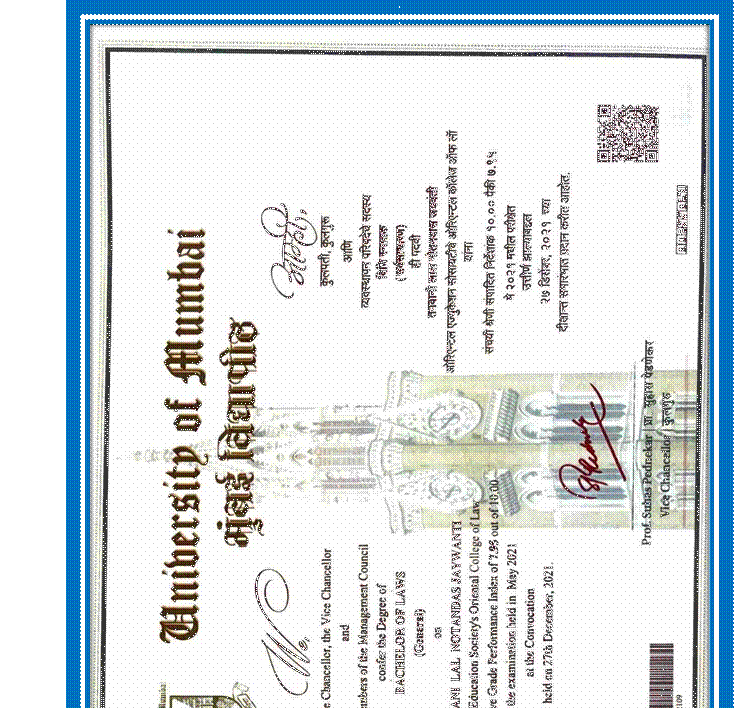 University of Mumbai
मुंबई विद्यापीठ
We,
e Chancellor, the Vice Chancellor
and
mbers of the Management Council
confer the Degree of
BACHELOR OF LAWS
(General)
on
ANI LAL NOTANDAS JAYWANTI
Education Society's Oriental College of Law
ve Grade Performance Index of 7.95 out of 10.00
the examination held in May 2021
at the Convocation
held on 27th December, 2021.
आम्ही,
कुलपती, कुलगुरू
आणि
व्यवस्थापन परिषदेचे सदस्य
विधि स्नातक
(सर्वसाधारण)
ही पदवी
लाल नोतनदास जयवंती
ओरिएन्टल एज्युकेशन सोसायटीचे ओरिएन्टल कॉलेज ऑफ लॉ
यांना
संचयी श्रेणी संपादित निर्देशांक १०.०० पैकी ७.९५
मे २०२१ मधील परीक्षेत
उत्तीर्ण झाल्याबद्दल
२७ डिसेंबर, २०२१ च्या
दीक्षान्त समारंभात प्रदान करीत आहोत.
Prof. Suhas Pednekar | प्रा. सुहास पेडणेकर
Vice Chancellor | कुलगुरु